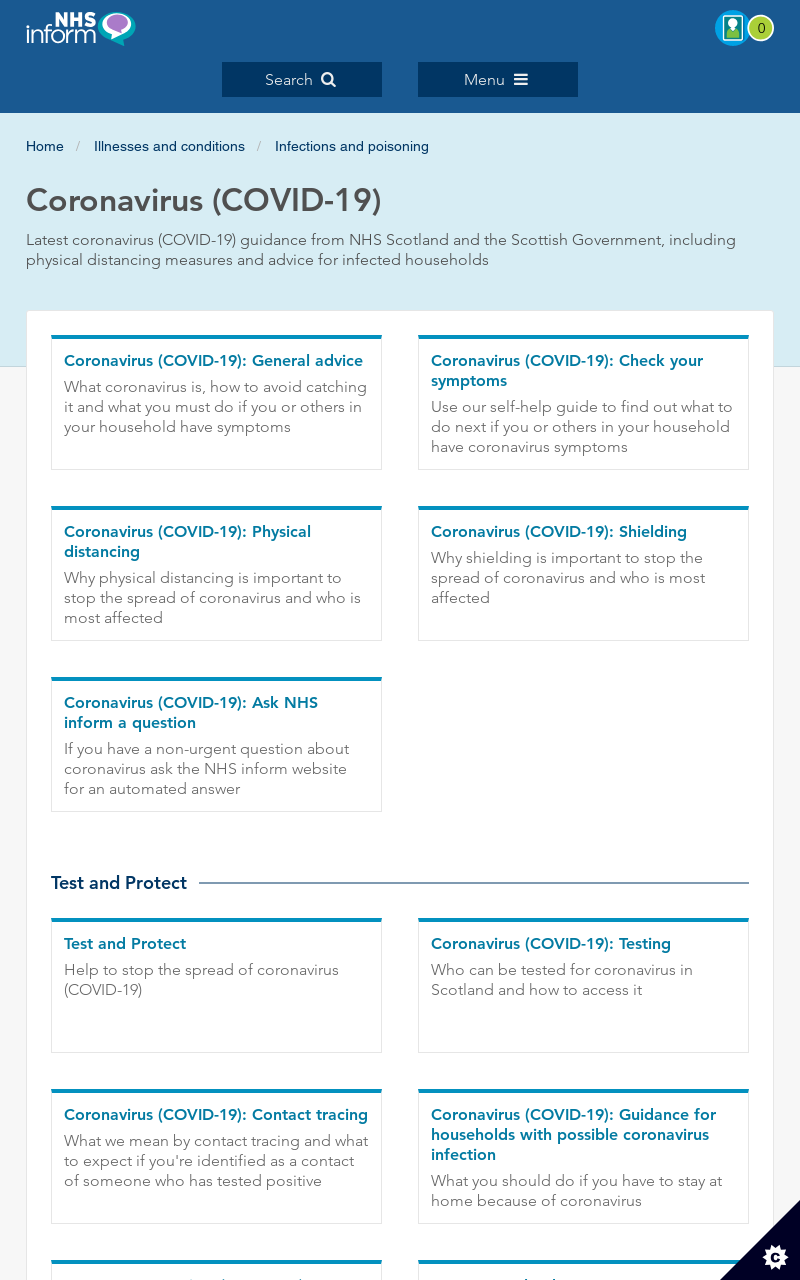 NHS
inform
0
Search
Menu
Home / Illnesses and conditions / Infections and poisoning
Coronavirus (COVID-19)
Latest coronavirus (COVID-19) guidance from NHS Scotland and the Scottish Government, including
physical distancing measures and advice for infected households
Coronavirus (COVID-19): General advice
What coronavirus is, how to avoid catching
it and what you must do if you or others in
your household have symptoms
Coronavirus (COVID-19): Check your
symptoms
Use our self-help guide to find out what to
do next if you or others in your household
have coronavirus symptoms
Coronavirus (COVID-19): Physical
distancing
Why physical distancing is important to
stop the spread of coronavirus and who is
most affected
Coronavirus (COVID-19): Shielding
Why shielding is important to stop the
spread of coronavirus and who is most
affected
Coronavirus (COVID-19): Ask NHS
inform a question
If you have a non-urgent question about
coronavirus ask the NHS inform website
for an automated answer
Test and Protect
Test and Protect
Help to stop the spread of coronavirus
(COVID-19)
Coronavirus (COVID-19): Testing
Who can be tested for coronavirus in
Scotland and how to access it
Coronavirus (COVID-19): Contact tracing
What we mean by contact tracing and what
to expect if you're identified as a contact
of someone who has tested positive
Coronavirus (COVID-19): Guidance for
households with possible coronavirus
infection
What you should do if you have to stay at
home because of coronavirus
C